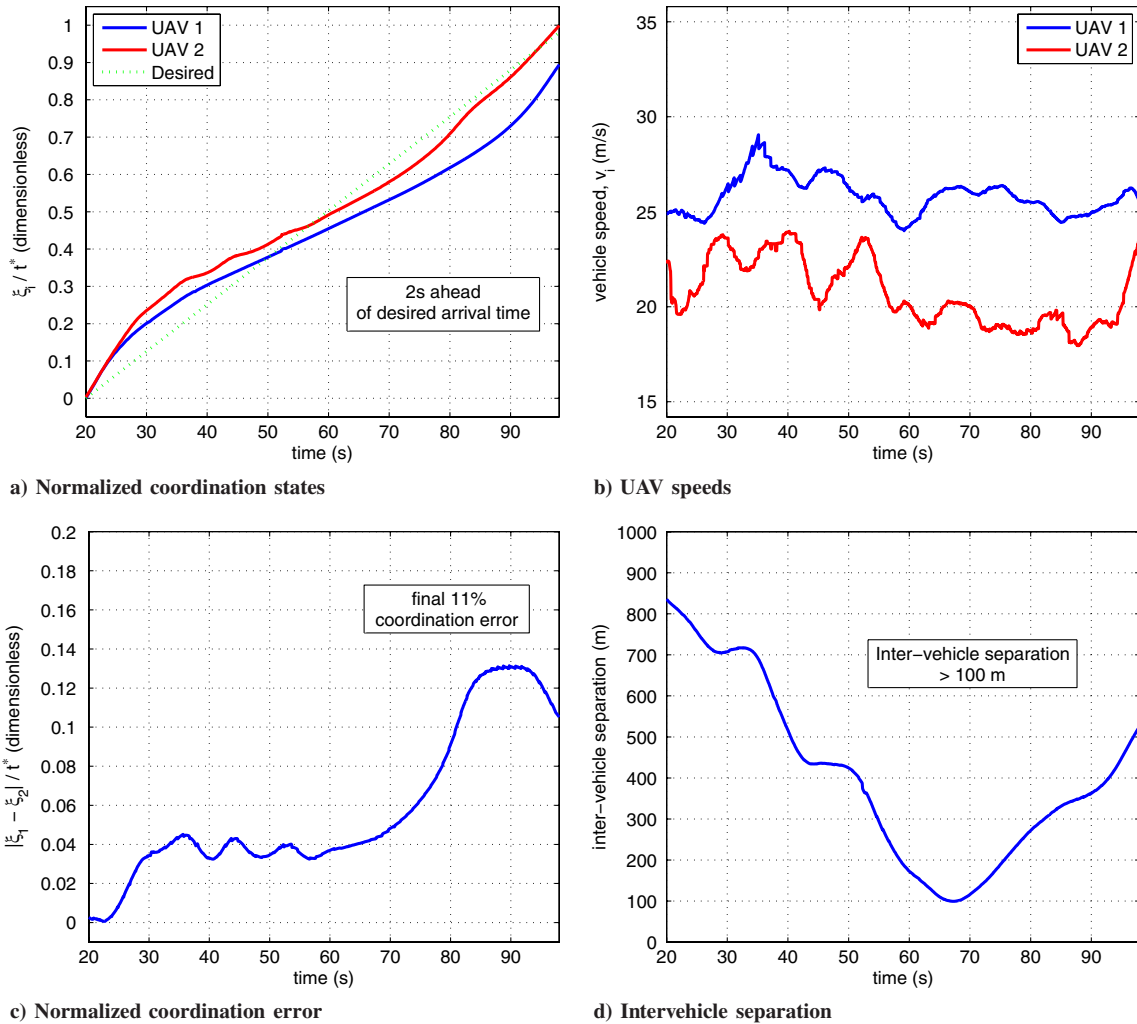 1
0.9
0.8
0.7
0.6
0.5
0.4
0.3
0.2
0.1
0
ξi / t* (dimensionless)
UAV 1
UAV 2
Desired
2s ahead
of desired arrival time
20 30 40 50 60 70 80 90
time (s)
a) Normalized coordination states
35
30
25
20
15
vehicle speed, vi (m/s)
UAV 1
UAV 2
20 30 40 50 60 70 80 90
time (s)
b) UAV speeds
0.2
0.18
0.16
0.14
0.12
0.1
0.08
0.06
0.04
0.02
0
|ξ1 − ξ2| / t* (dimensionless)
final 11%
coordination error
20 30 40 50 60 70 80 90
time (s)
c) Normalized coordination error
1000
900
800
700
600
500
400
300
200
100
0
inter−vehicle separation (m)
Inter−vehicle separation
> 100 m
20 30 40 50 60 70 80 90
time (s)
d) Intervehicle separation